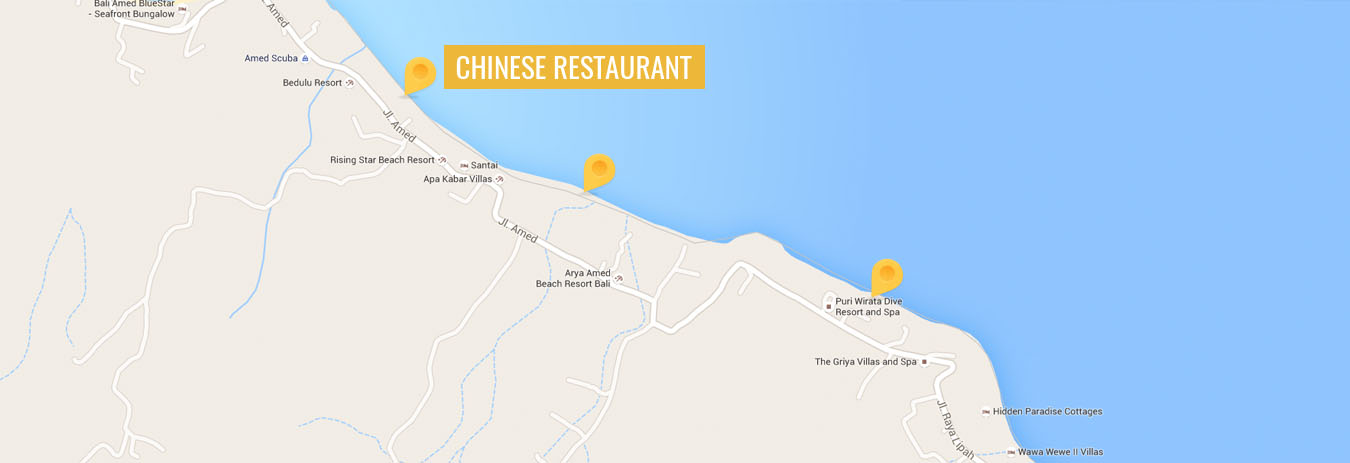 Bali Amed BlueStar
- Seafront Bungalow
Jl. Amed
Amed Scuba
CHINESE RESTAURANT
Bedulu Resort
Jl. Amed
Rising Star Beach Resort
Santai
Apa Kabar Villas
Jl. Amed
Arya Amed
Beach Resort Bali
Puri Wirata Dive
Resort and Spa
The Griya Villas and Spa
Jl. Raya Lipah
Hidden Paradise Cottages
Wawa Wewe II Villas